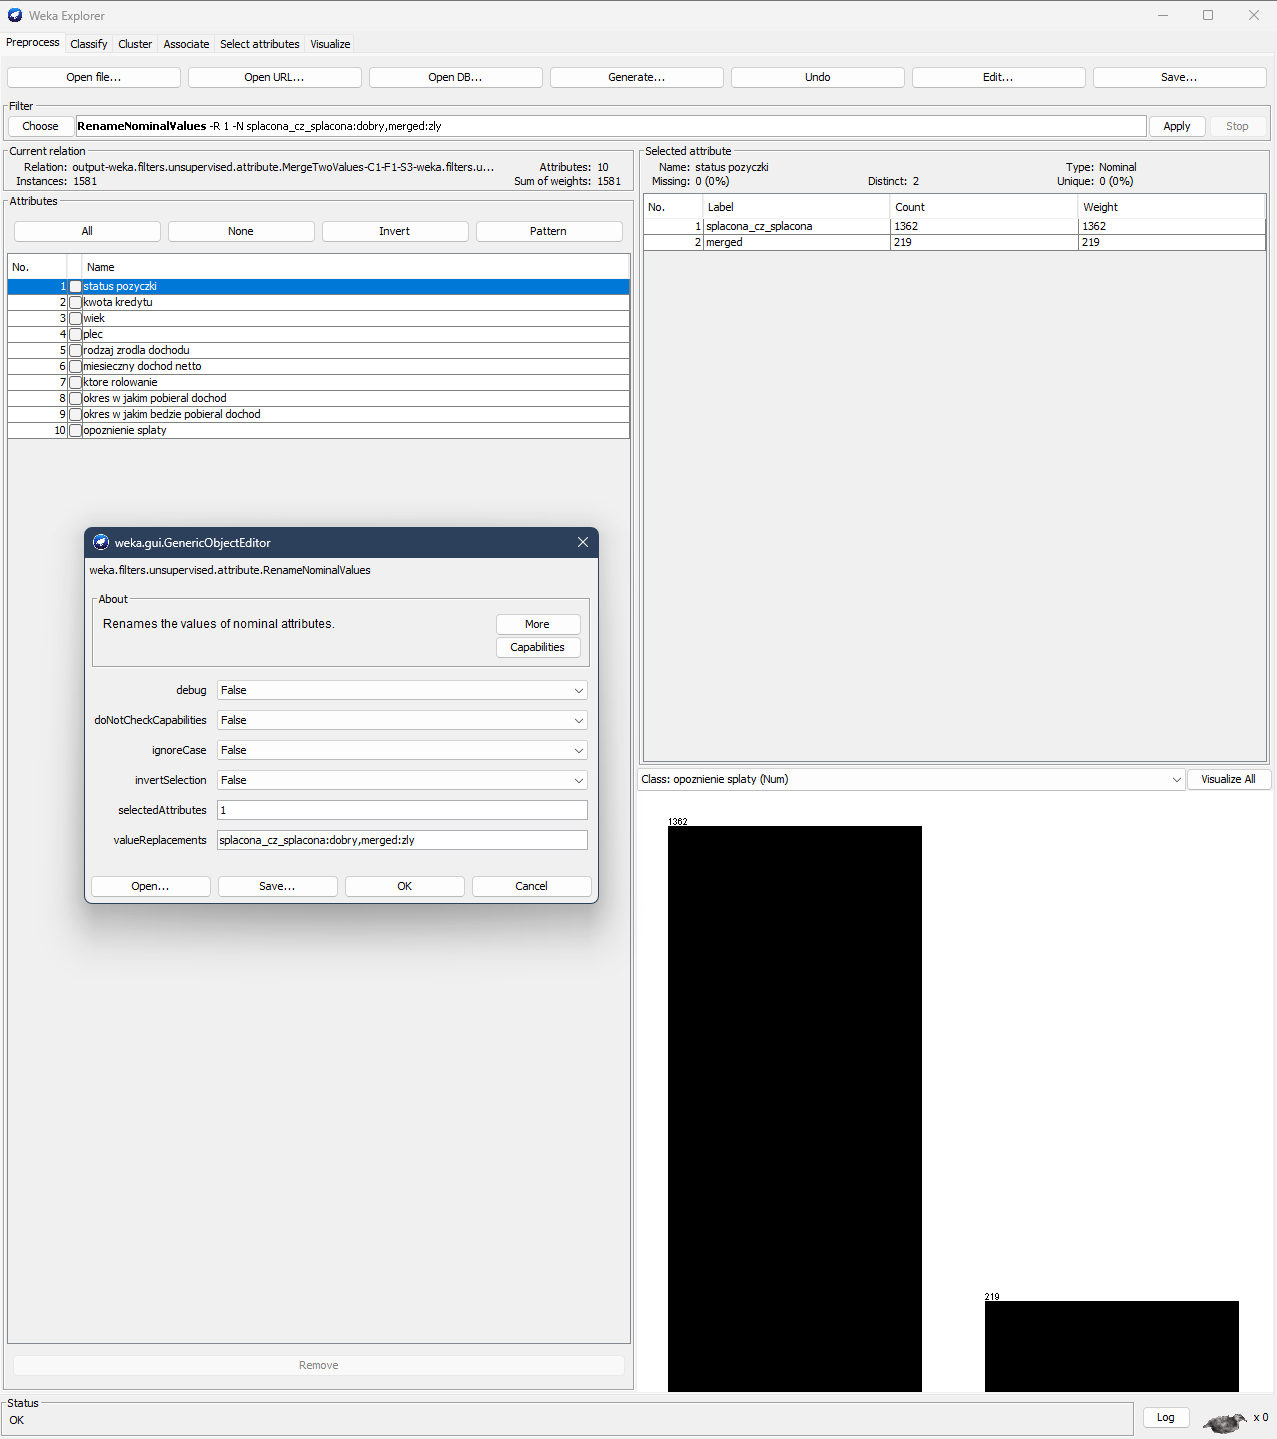 Weka Explorer
Preprocess Classify Cluster Associate Select attributes Visualize
Open file... Open URL... Open DB... Generate... Undo Edit... Save...
Filter
Choose RenameNominalValues -R 1 -N splacona_cz_splacona:dobry,merged:zly Apply Stop
Current relation
Relation: output-weka.filters.unsupervised.attribute.MergeTwoValues-C1-F1-S3-weka.filters.u... Attributes: 10
Instances: 1581 Sum of weights: 1581
Attributes
All None Invert Pattern
No. Name
1 status pozyczki
2 kwota kredytu
3 wiek
4 plec
5 rodzaj zrodla dochodu
6 miesieczny dochod netto
7 ktore rolowanie
8 okres w jakim pobieral dochod
9 okres w jakim bedzie pobieral dochod
10 opoznienie splaty
weka.gui.GenericObjectEditor
weka.filters.unsupervised.attribute.RenameNominalValues
About
Renames the values of nominal attributes.
More
Capabilities
debug False
doNotCheckCapabilities False
ignoreCase False
invertSelection False
selectedAttributes 1
valueReplacements splacona_cz_splacona:dobry,merged:zly
Open... Save... OK Cancel
Remove
Selected attribute
Name: status pozyczki Type: Nominal
Missing: 0 (0%) Distinct: 2 Unique: 0 (0%)
No. Label Count Weight
1 splacona_cz_splacona 1362 1362
2 merged 219 219
Class: opoznienie splaty (Num) Visualize All
1362
219
Status
OK
Log x 0